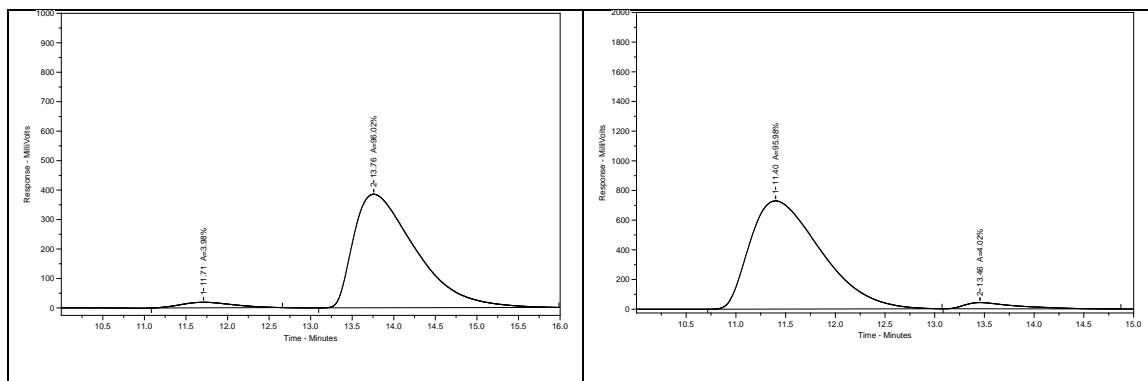 1000
900
800
700
600
500
400
300
200
100
0
Response - MilliVolts
1- 11.71 A=3.98%
2- 13.76 A=96.02%
10.5 11.0 11.5 12.0 12.5 13.0 13.5 14.0 14.5 15.0 15.5 16.0
Time - Minutes
2000
1800
1600
1400
1200
1000
800
600
400
200
0
Response - MilliVolts
1- 11.40 A=95.98%
2- 13.46 A=4.02%
10.5 11.0 11.5 12.0 12.5 13.0 13.5 14.0 14.5 15.0
Time - Minutes